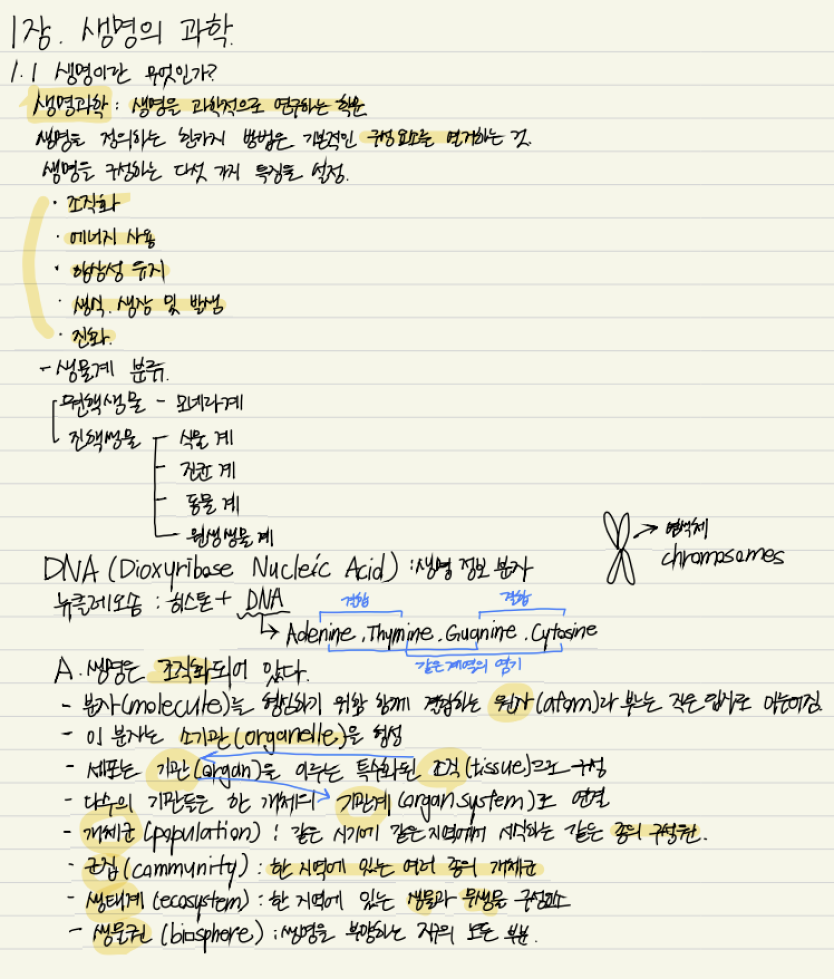 1장. 생명의 과학.
1.1 생명이란 무엇인가?
생명과학 : 생명을 과학적으로 연구하는 학문
생명을 정의하는 한가지 방법은 기본적인 구성요소를 열거하는 것.
생명을 구성하는 다섯 가지 특징을 설정.
· 조직화
· 에너지 사용
· 항상성 유지
· 생식. 생장 및 발생
· 진화.
- 생물계 분류.
원핵생물 - 모네라계
진핵생물 식물계
진균계
동물계
원생생물계
염색체
chromosomes
DNA (Dioxyribose Nucleic Acid) : 생명 정보 분자
뉴클레오솜 : 히스톤 + DNA
결합 결합
Adenine. Thymine. Guanine. Cytosine
같은 계열의 염기
A. 생명은 조직화되어 있다.
- 분자(molecule)는 형성하기 위해 함께 결합하는 원자(atom)라 부르는 작은 입자로 이루어짐.
- 이 분자는 소기관(organelle)을 형성
- 세포는 기관(organ)을 이루는 특수화된 조직(tissue)으로 구성
- 다수의 기관들은 한 개체의 기관계(organ.system)로 연결
- 개체군(population) : 같은 시기에 같은 지역에서 서식하는 같은 종의 구성원.
- 군집(community) : 한 지역에 있는 여러 종의 개체군
- 생태계(ecosystem) : 한 지역에 있는 생물과 무생물 구성요소
- 생물권(biosphere) : 생명을 부양하는 지구의 모든 부분.